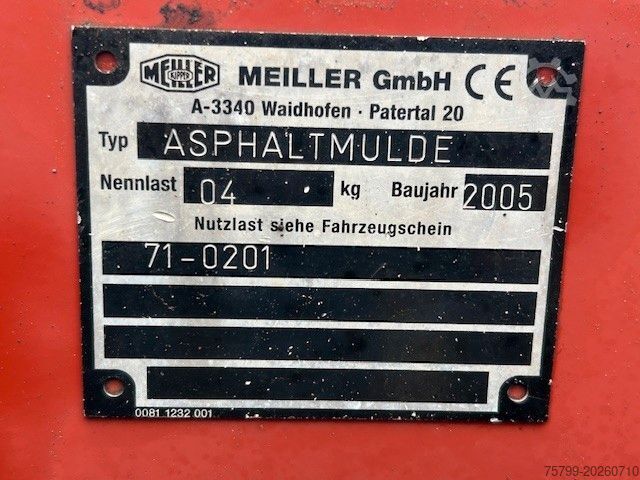 MEILLER KIPPER MEILLER GmbH CE
A-3340 Waidhofen · Patertal 20
Typ ASPHALTMULDE
Nennlast 04 kg Baujahr 2005
Nutzlast siehe Fahrzeugschein
71-0201
0081 1232 001
75799-20260710